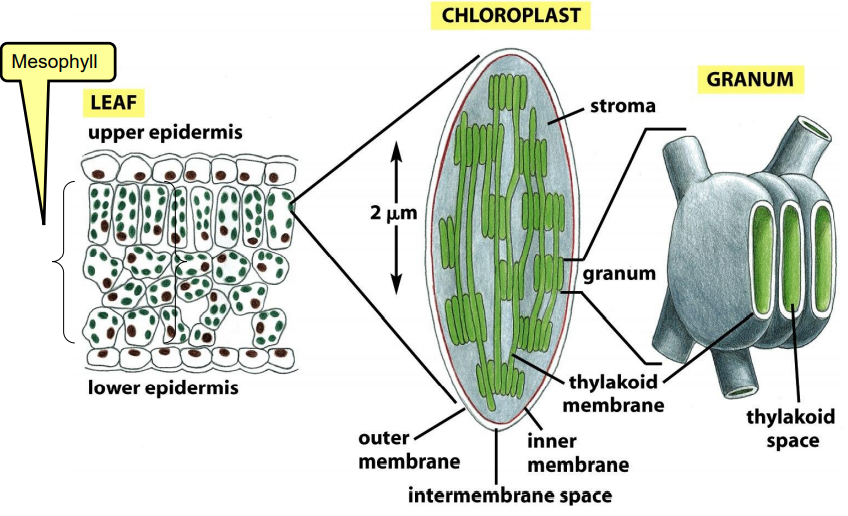 CHLOROPLAST
Mesophyll
LEAF
upper epidermis
GRANUM
stroma
2 μm
granum
lower epidermis
thylakoid
membrane
thylakoid
space
outer
membrane
inner
membrane
intermembrane space